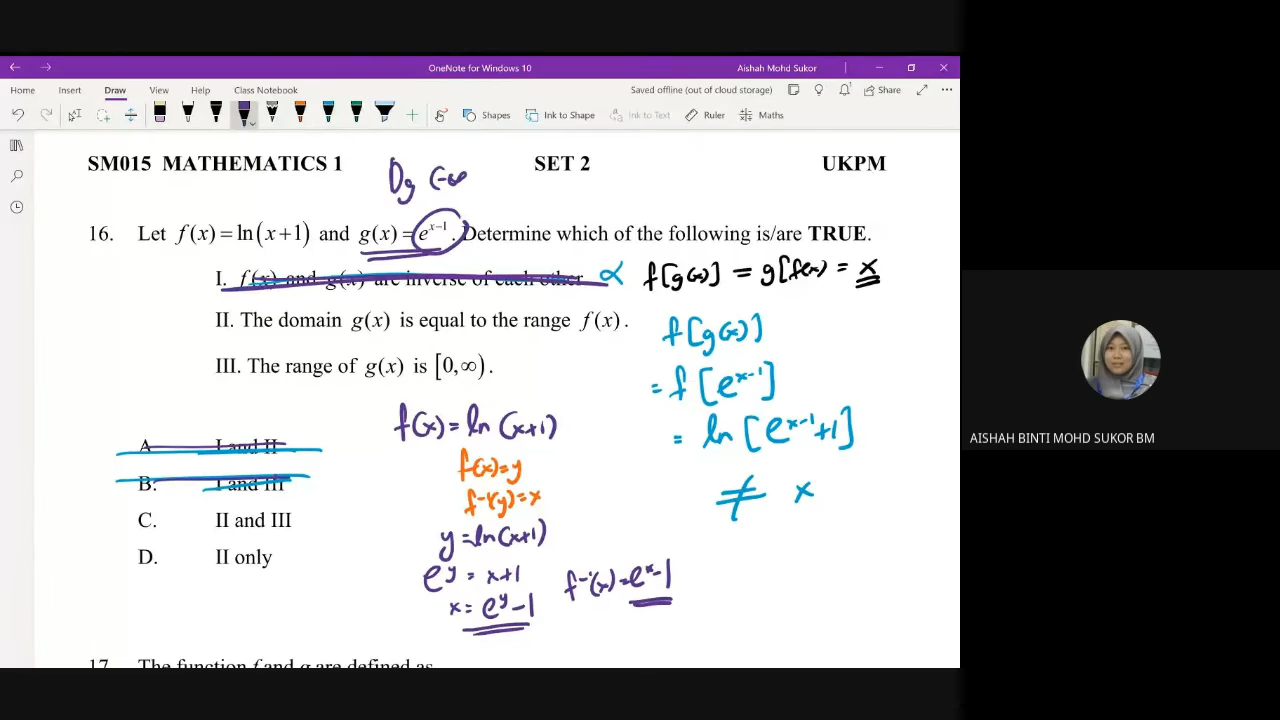 OneNote for Windows 10
Aishah Mohd Sukor
Home Insert Draw View Help Class Notebook
Saved offline (out of cloud storage) Share
Shapes Ink to Shape Ink to Text Ruler Maths
SM015 MATHEMATICS 1 SET 2 UKPM
Dg (-∞
16. Let f(x) = ln(x+1) and g(x) = e^{x-1}. Determine which of the following is/are TRUE.
I. f(x) and g(x) are inverse of each other. ∝
f[g(x)] = g[f(x) = x
II. The domain g(x) is equal to the range f(x).
III. The range of g(x) is [0,∞).
f[g(x)]
= f[e^{x-1}]
= ln[e^{x-1}+1]
≠ x
f(x) = ln(x+1)
f(x)=y
f^{-1}(y)=x
y = ln(x+1)
e^y = x+1
x = e^y - 1
f^{-1}(x) = e^x - 1
A. I and II
B. I and III
C. II and III
D. II only
17. The function f and g are defined as
AISHAH BINTI MOHD SUKOR BM